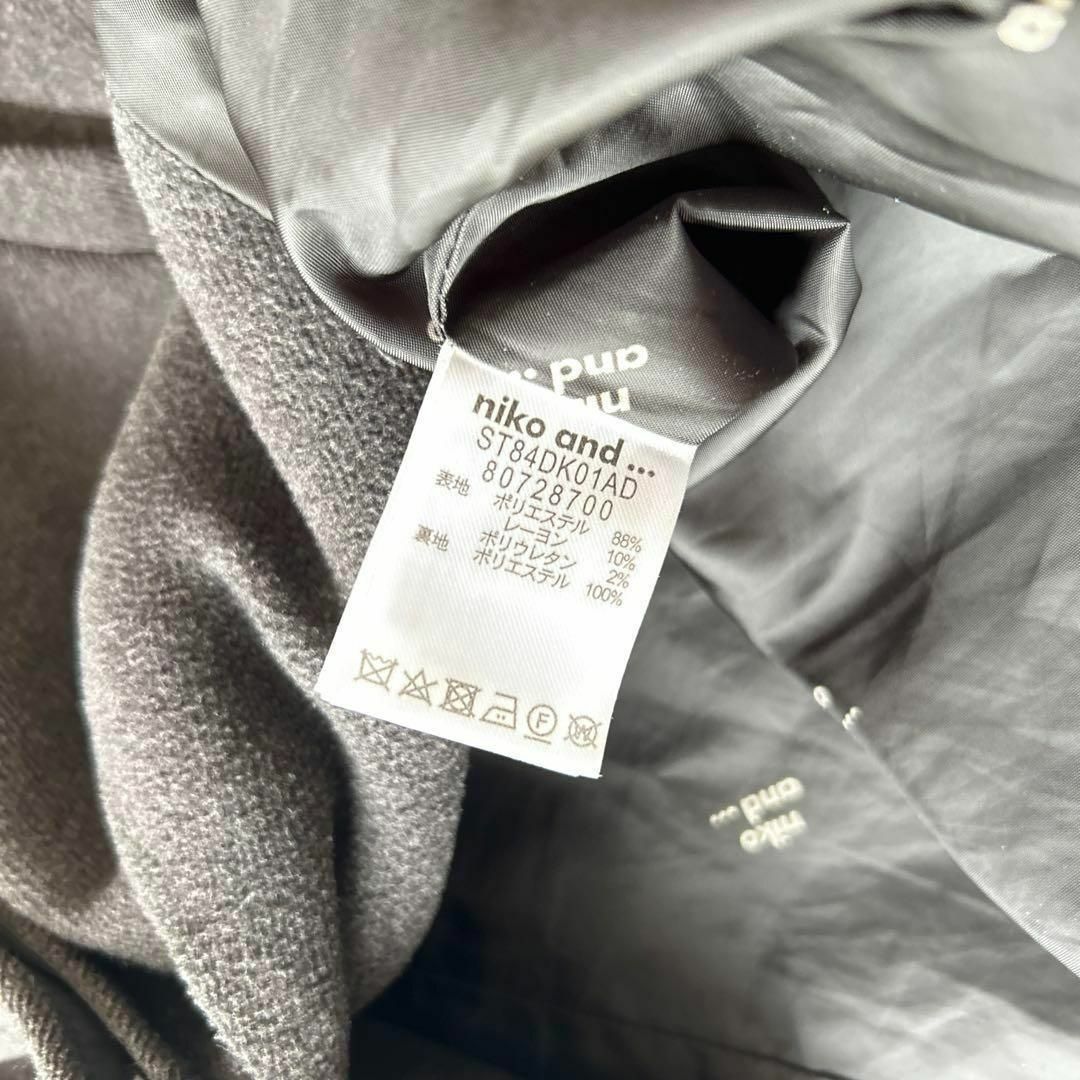 niko and ...
ST84DK01AD
80728700
表地 ポリエステル 88%
レーヨン 10%
ポリウレタン 2%
裏地 ポリエステル 100%
F
W
and ...
niko
and ...